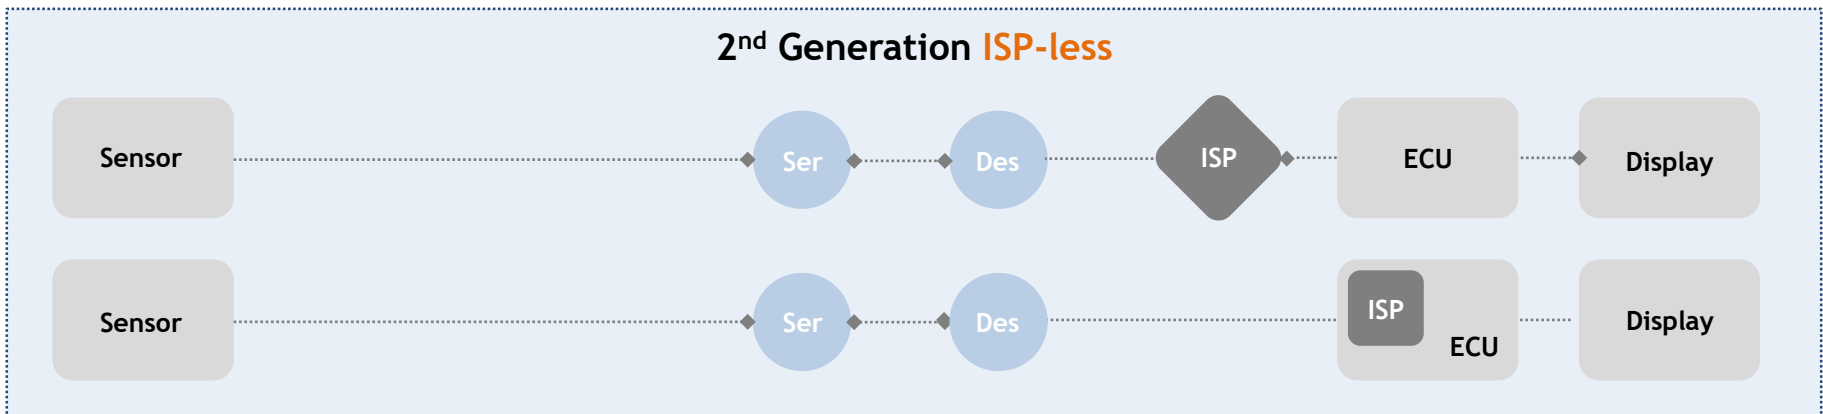 2nd Generation ISP-less
Sensor Ser Des ISP ECU Display
Sensor Ser Des ISP ECU Display